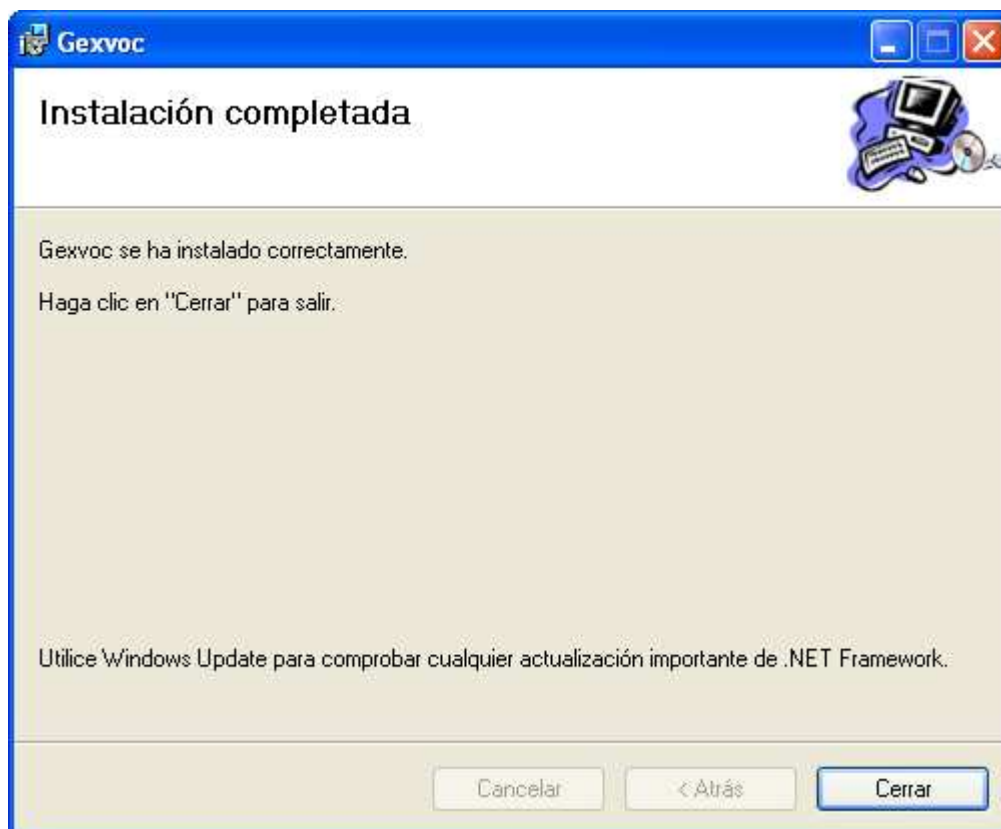 Gexvoc
Instalación completada
Gexvoc se ha instalado correctamente.
Haga clic en "Cerrar" para salir.
Utilice Windows Update para comprobar cualquier actualización importante de .NET Framework.
Cancelar
< Atrás
Cerrar